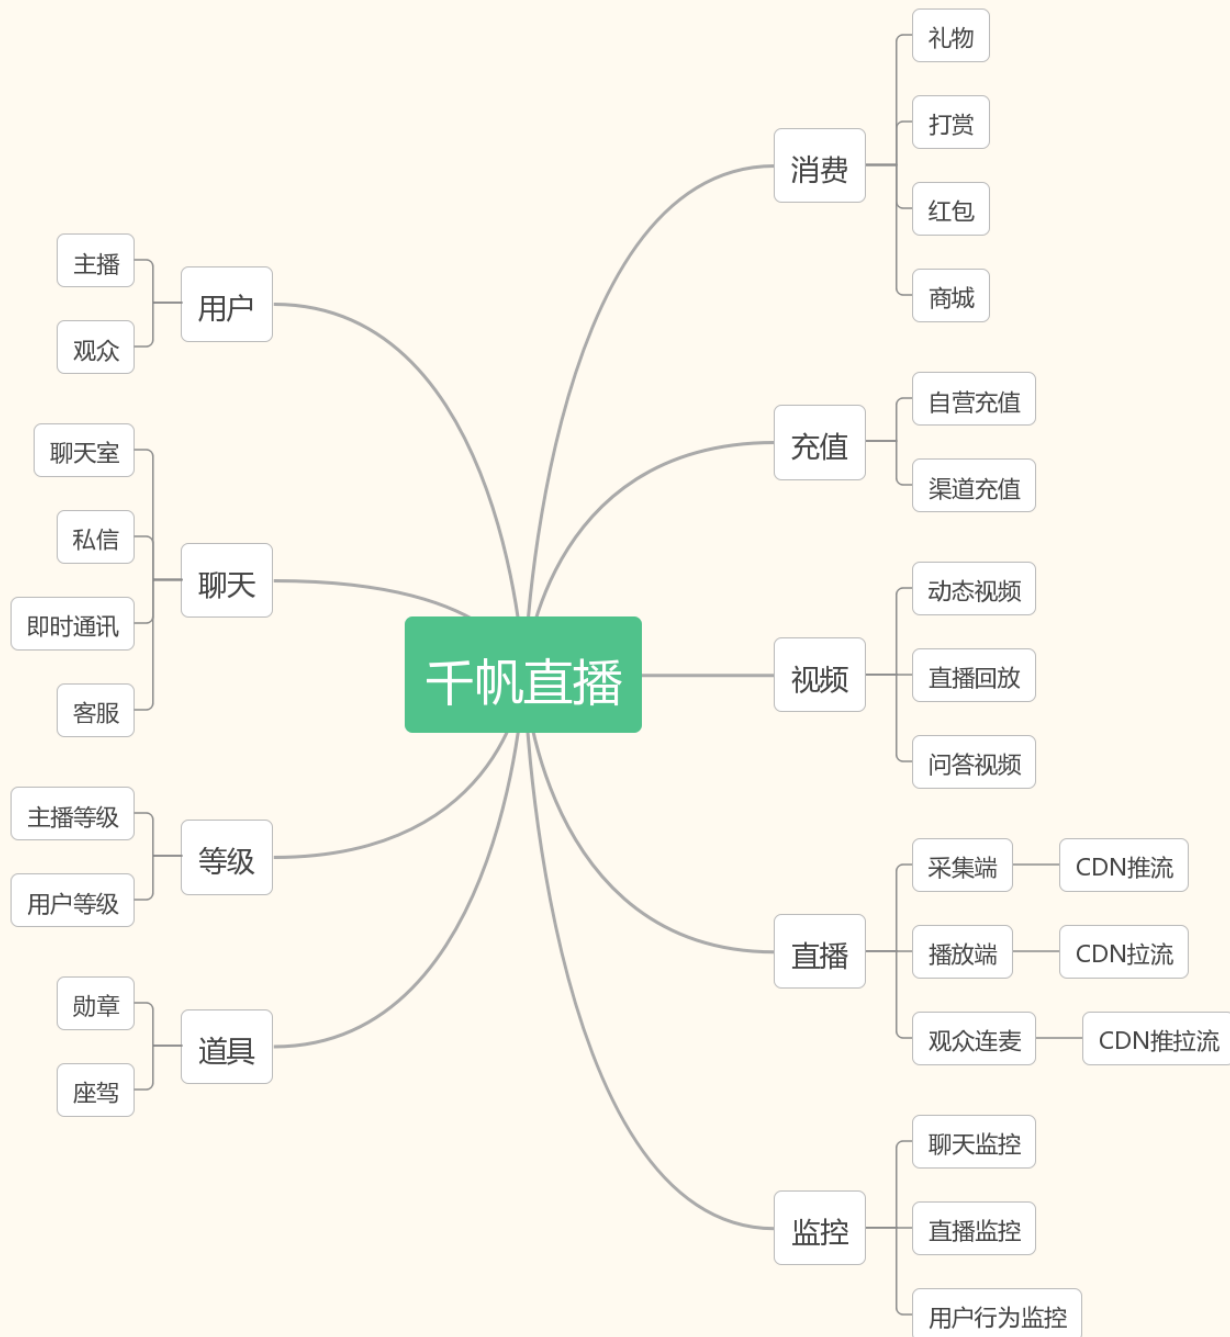 千帆直播
消费
礼物
打赏
红包
商城
充值
自营充值
渠道充值
视频
动态视频
直播回放
问答视频
直播
采集端
CDN推流
播放端
CDN拉流
观众连麦
CDN推拉流
监控
聊天监控
直播监控
用户行为监控
用户
主播
观众
聊天
聊天室
私信
即时通讯
客服
等级
主播等级
用户等级
道具
勋章
座驾